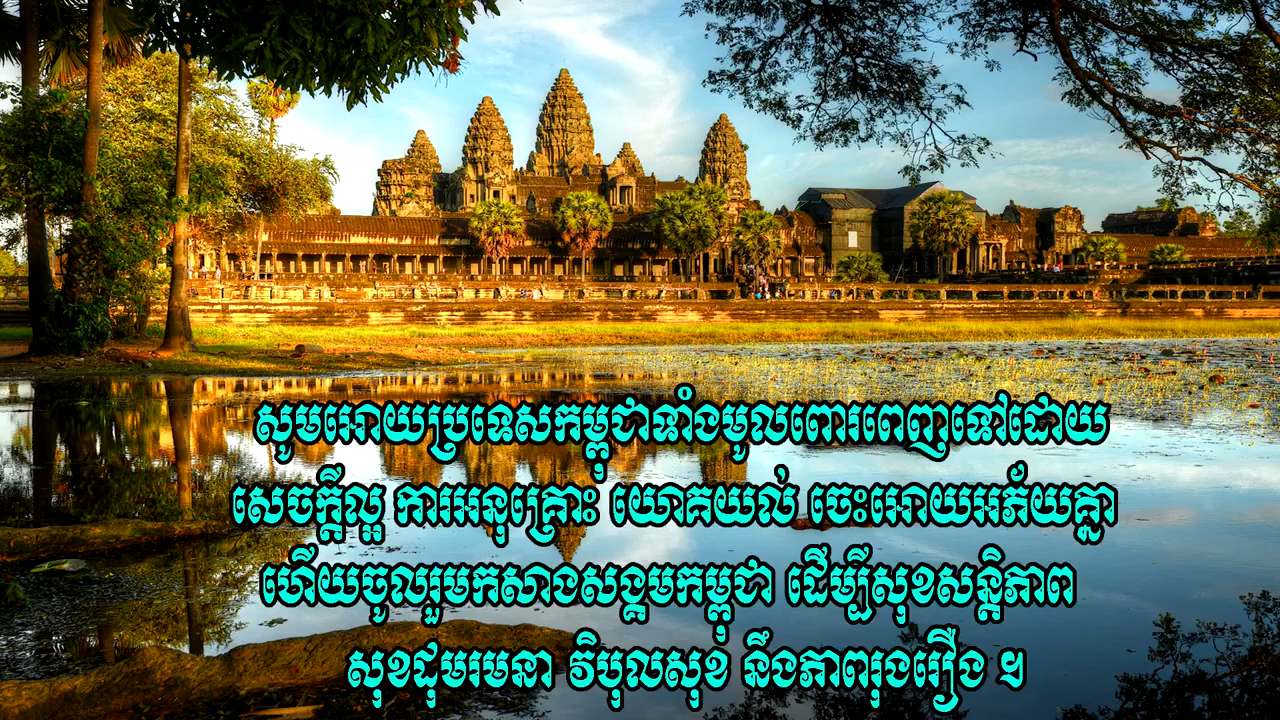 សូមអោយប្រទេសកម្ពុជាទាំងមូលពោរពេញទៅដោយ
សេចក្ដីល្អ ការអនុគ្រោះ យោគយល់ ចេះអោយអភ័យគ្នា
ហើយចូលរួមកសាងសង្គមកម្ពុជា ដើម្បីសុខសន្តិភាព
សុខដុមរមនា វិបុលសុខ នឹងភាពរុងរឿង ។